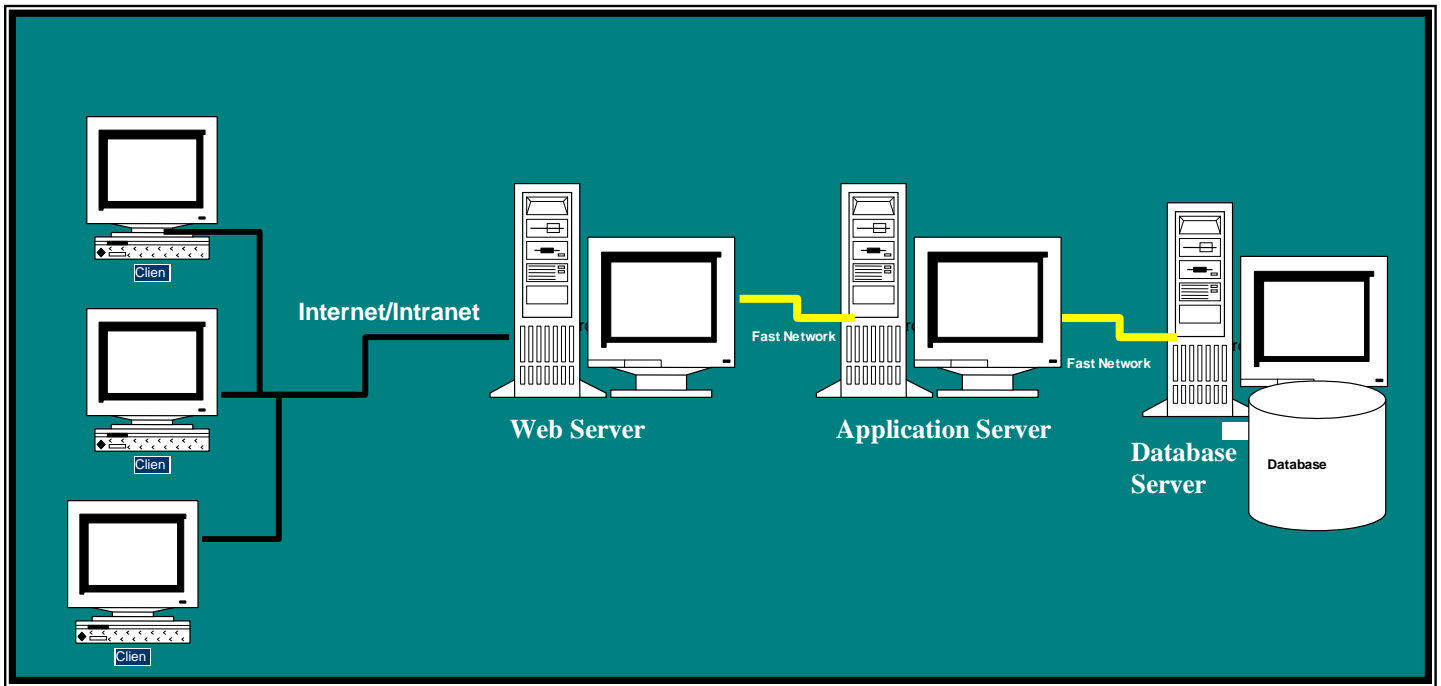 Clien
Internet/Intranet
Fast Network
Fast Network
Clien
Web Server
Application Server
Database
Server
Database
Clien